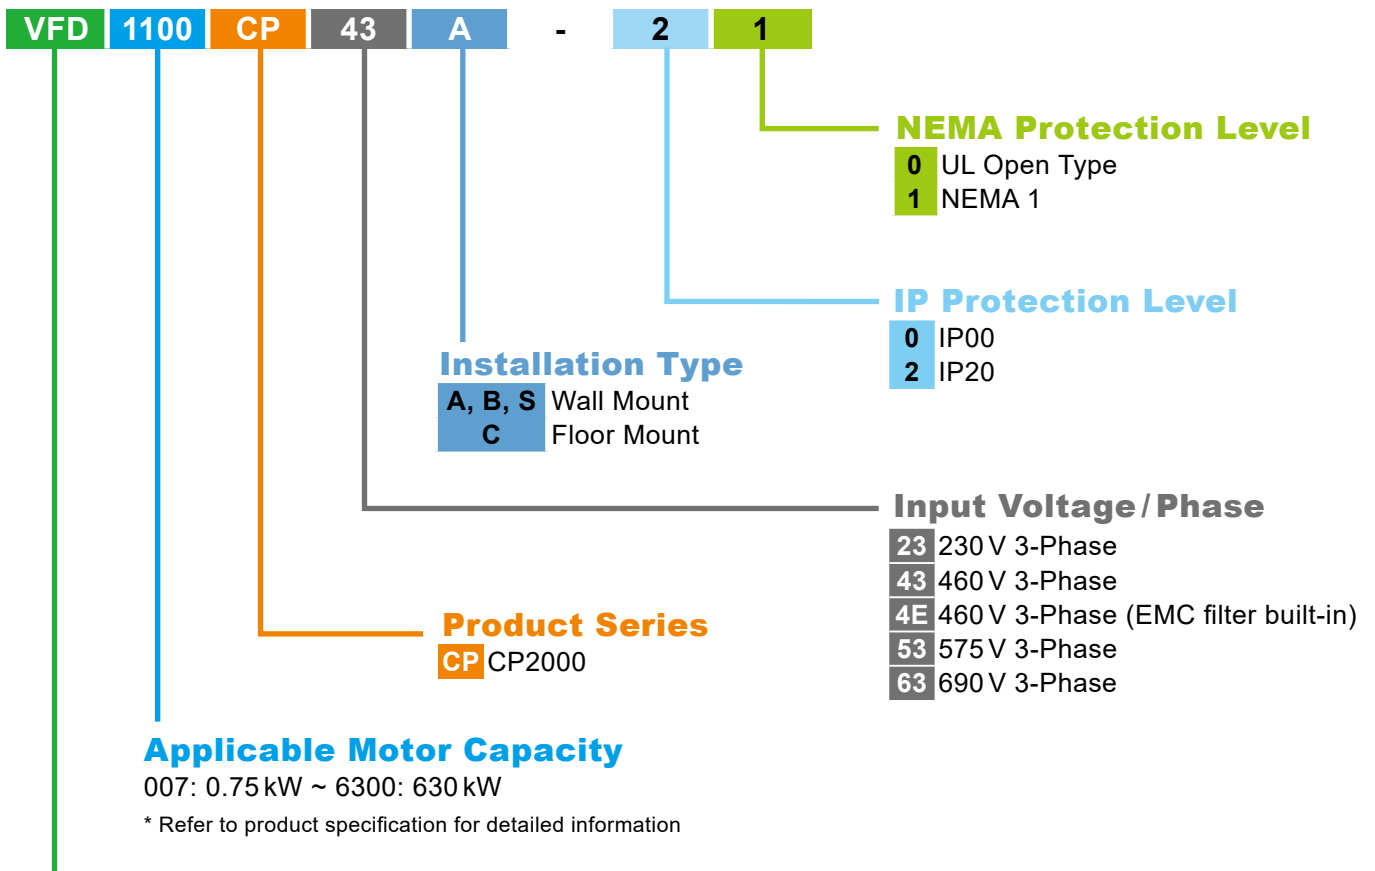 VFD 1100 CP 43 A - 2 1
NEMA Protection Level
0 UL Open Type
1 NEMA 1
IP Protection Level
0 IP00
2 IP20
Installation Type
A, B, S Wall Mount
C Floor Mount
Input Voltage/Phase
23 230 V 3-Phase
43 460 V 3-Phase
4E 460 V 3-Phase (EMC filter built-in)
53 575 V 3-Phase
63 690 V 3-Phase
Product Series
CP CP2000
Applicable Motor Capacity
007: 0.75 kW ~ 6300: 630 kW
* Refer to product specification for detailed information